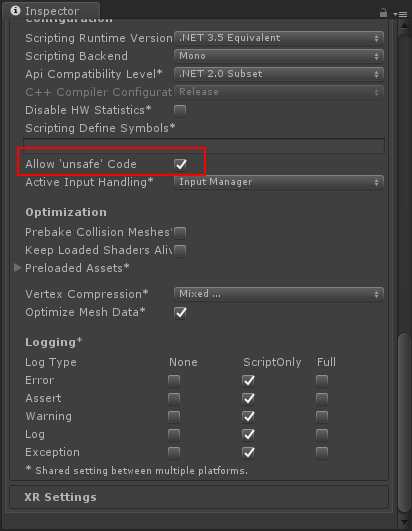 Inspector
Configuration
Scripting Runtime Version .NET 3.5 Equivalent
Scripting Backend Mono
Api Compatibility Level* .NET 2.0 Subset
C++ Compiler Configurat Release
Disable HW Statistics*
Scripting Define Symbols*
Allow 'unsafe' Code
Active Input Handling* Input Manager
Optimization
Prebake Collision Meshes*
Keep Loaded Shaders Aliv
Preloaded Assets*
Vertex Compression* Mixed ...
Optimize Mesh Data*
Logging*
Log Type None ScriptOnly Full
Error
Assert
Warning
Log
Exception
* Shared setting between multiple platforms.
XR Settings